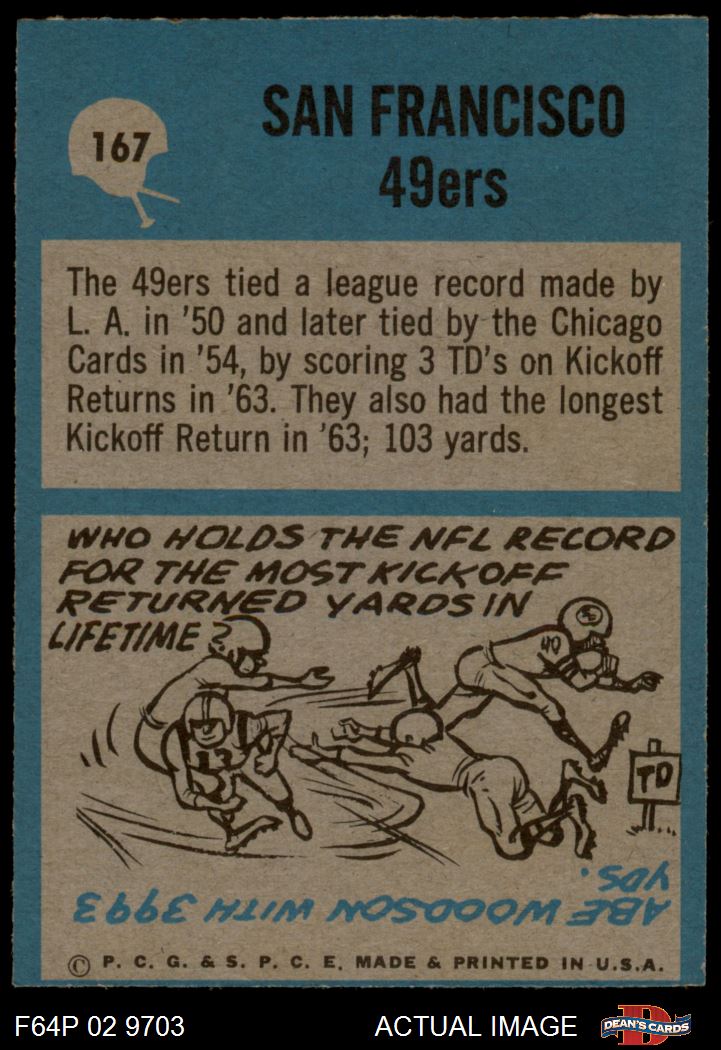 167
SAN FRANCISCO
49ers
The 49ers tied a league record made by
L. A. in '50 and later tied by the Chicago
Cards in '54, by scoring 3 TD's on Kickoff
Returns in '63. They also had the longest
Kickoff Return in '63; 103 yards.
WHO HOLDS THE NFL RECORD
FOR THE MOST KICKOFF
RETURNED YARDS IN
LIFETIME?
40
TD
ABE WOODSON WITH 3993
YDS.
© P. C. G. & S. P. C. E. MADE & PRINTED IN U.S.A.
F64P 02 9703 ACTUAL IMAGE DEAN'S CARDS